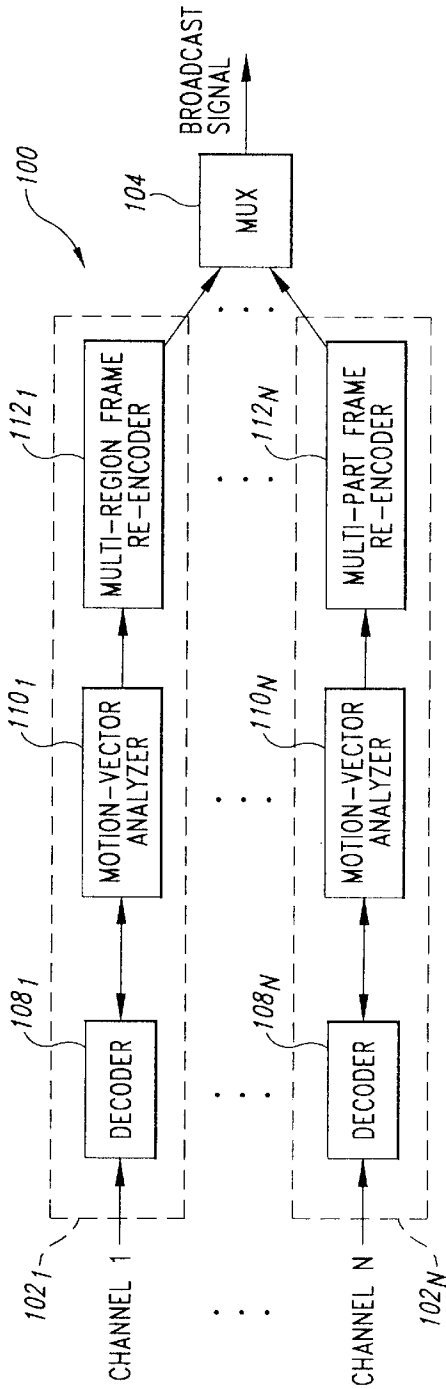 100
102₁
108₁
110₁
112₁
104
CHANNEL 1
DECODER
MOTION-VECTOR
ANALYZER
MULTI-REGION FRAME
RE-ENCODER
MUX
BROADCAST
SIGNAL
102N
108N
110N
112N
CHANNEL N
DECODER
MOTION-VECTOR
ANALYZER
MULTI-PART FRAME
RE-ENCODER